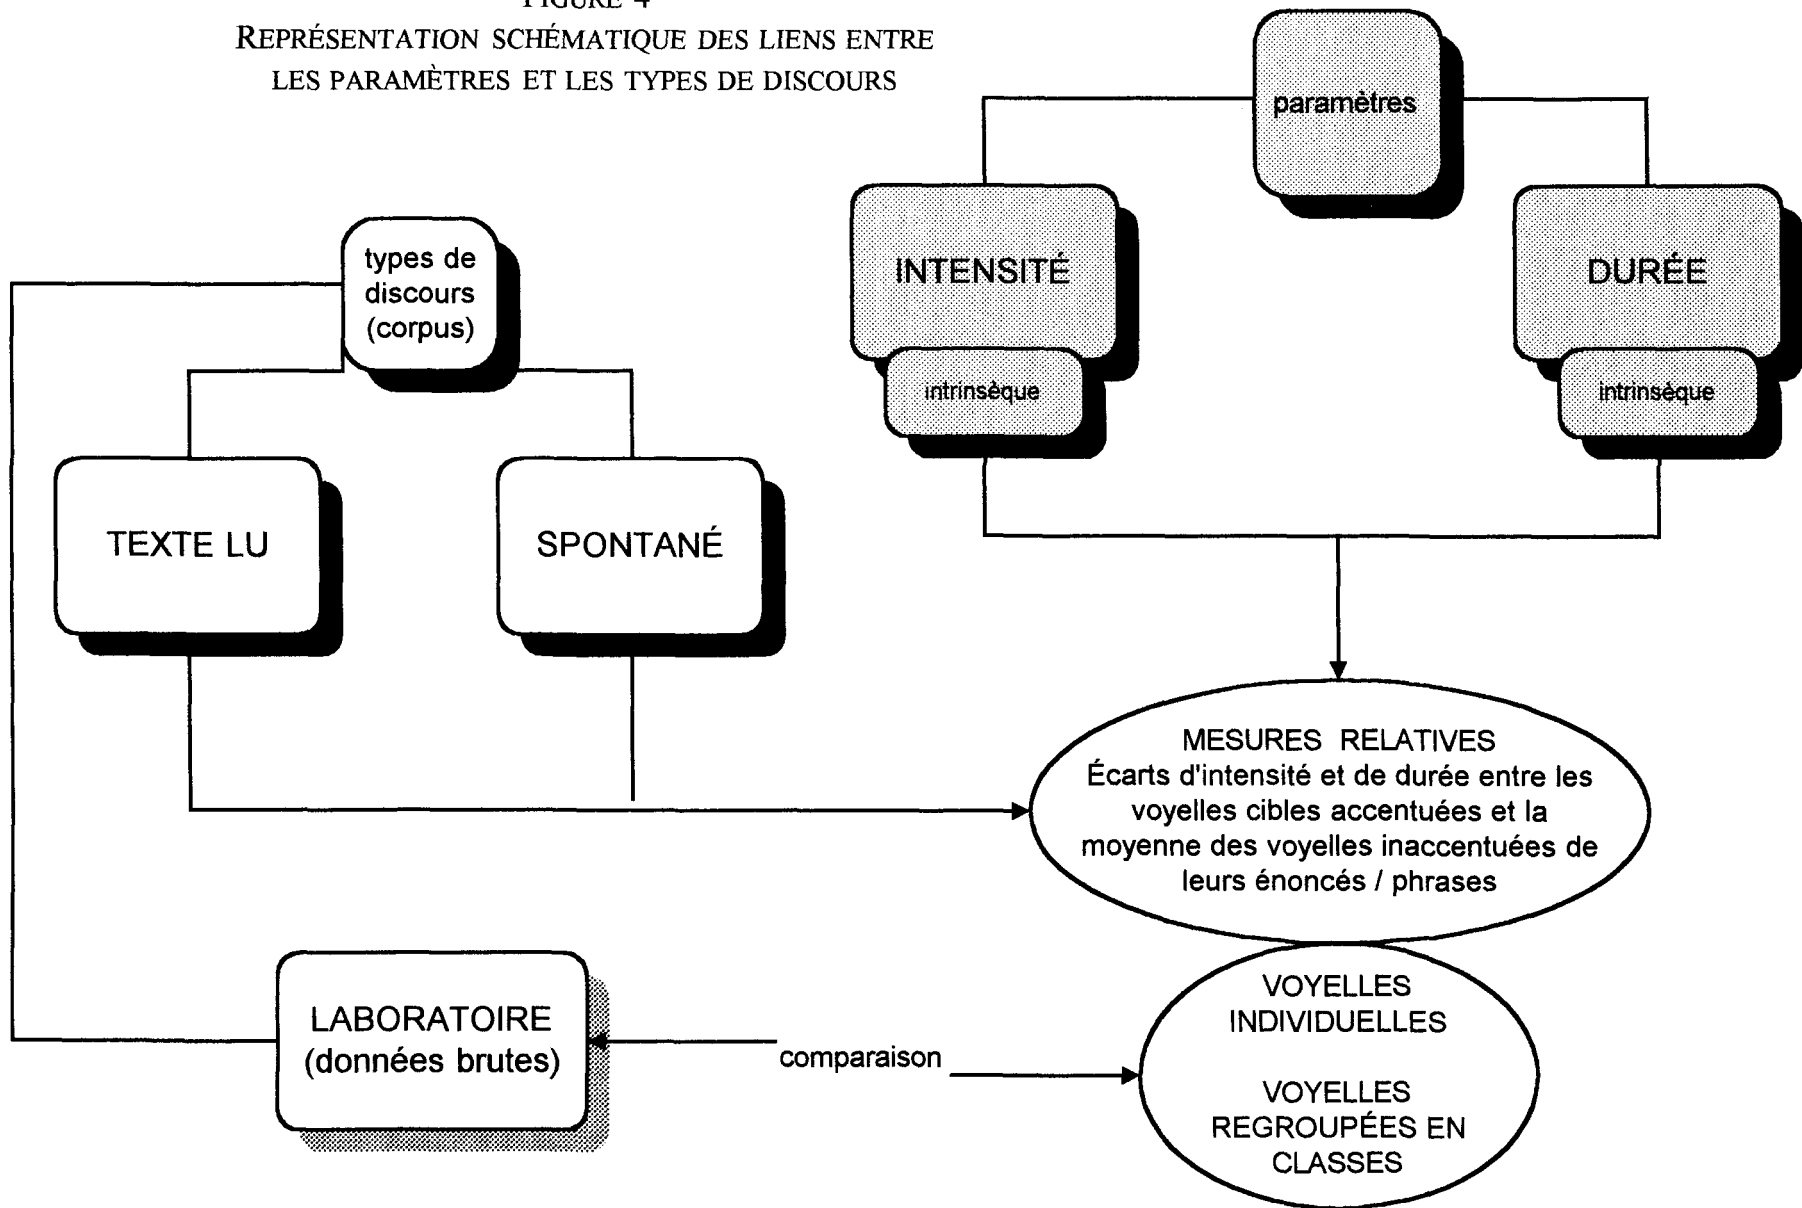 FIGURE 4
REPRÉSENTATION SCHÉMATIQUE DES LIENS ENTRE
LES PARAMÈTRES ET LES TYPES DE DISCOURS
paramètres
INTENSITÉ
intrinsèque
DURÉE
intrinsèque
types de
discours
(corpus)
TEXTE LU
SPONTANÉ
MESURES RELATIVES
Écarts d'intensité et de durée entre les
voyelles cibles accentuées et la
moyenne des voyelles inaccentuées de
leurs énoncés / phrases
LABORATOIRE
(données brutes)
comparaison
VOYELLES
INDIVIDUELLES
VOYELLES
REGROUPÉES EN
CLASSES